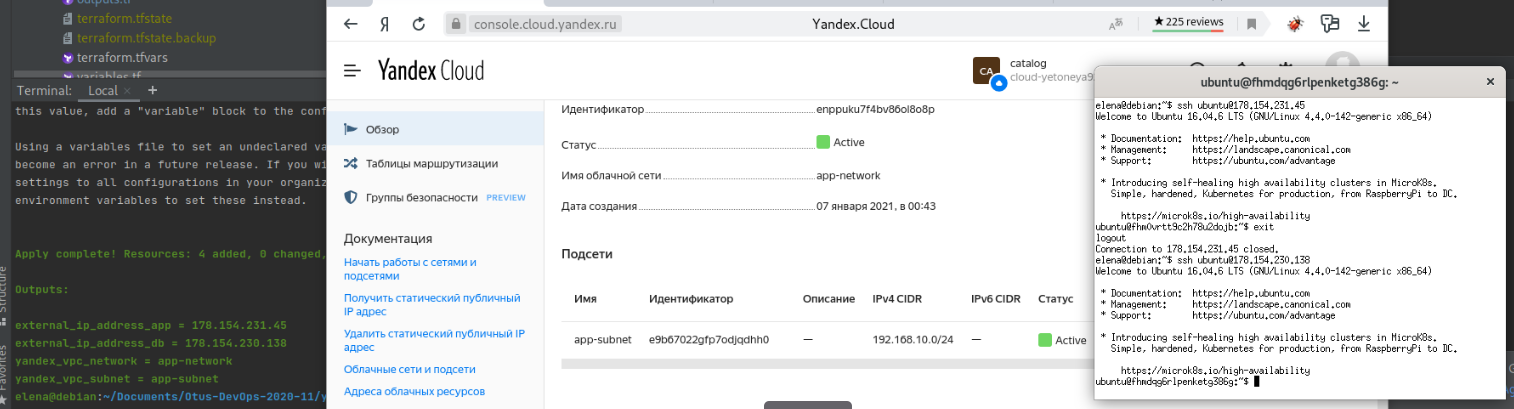 outputs.tf
terraform.tfstate
terraform.tfstate.backup
terraform.tfvars
variables.tf
Terminal: Local × +
this value, add a "variable" block to the conf
Using a variables file to set an undeclared va
become an error in a future release. If you wi
settings to all configurations in your organiz
environment variables to set these instead.
Apply complete! Resources: 4 added, 0 changed,
Outputs:
external_ip_address_app = 178.154.231.45
external_ip_address_db = 178.154.230.138
yandex_vpc_network = app-network
yandex_vpc_subnet = app-subnet
elena@debian:~/Documents/Otus-DevOps-2020-11/y
Structure
Favorites
Я
console.cloud.yandex.ru
Yandex.Cloud
★ 225 reviews
Yandex Cloud
CA
catalog
cloud-yetoneya9
Обзор
Таблицы маршрутизации
Группы безопасности PREVIEW
Документация
Начать работы с сетями и
подсетями
Получить статический публичный
IP адрес
Удалить статический публичный IP
адрес
Облачные сети и подсети
Адреса облачных ресурсов
Идентификатор enppuku7f4bv86ol8o8p
Статус Active
Имя облачной сети app-network
Дата создания 07 января 2021, в 00:43
Подсети
Имя Идентификатор Описание IPv4 CIDR IPv6 CIDR Статус
app-subnet e9b67022gfp7odjqdhh0 — 192.168.10.0/24 — Active
ubuntu@fhmdqg6rlpenketg386g: ~ ×
elena@debian:~$ ssh ubuntu@178.154.231.45
Welcome to Ubuntu 16.04.6 LTS (GNU/Linux 4.4.0-142-generic x86_64)
* Documentation: https://help.ubuntu.com
* Management: https://landscape.canonical.com
* Support: https://ubuntu.com/advantage
* Introducing self-healing high availability clusters in MicroK8s.
Simple, hardened, Kubernetes for production, from RaspberryPi to DC.
https://microk8s.io/high-availability
ubuntu@fhm0vrtt9c2h78u2dojb:~$ exit
logout
Connection to 178.154.231.45 closed.
elena@debian:~$ ssh ubuntu@178.154.230.138
Welcome to Ubuntu 16.04.6 LTS (GNU/Linux 4.4.0-142-generic x86_64)
* Documentation: https://help.ubuntu.com
* Management: https://landscape.canonical.com
* Support: https://ubuntu.com/advantage
* Introducing self-healing high availability clusters in MicroK8s.
Simple, hardened, Kubernetes for production, from RaspberryPi to DC.
https://microk8s.io/high-availability
ubuntu@fhmdqg6rlpenketg386g:~$